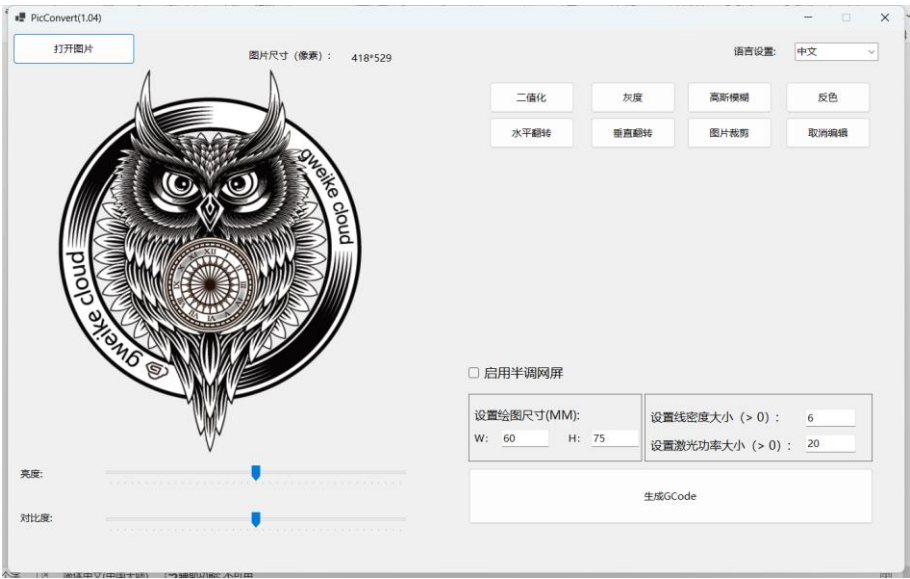 PicConvert(1.04)
打开图片
图片尺寸（像素）： 418*529
语言设置: 中文
二值化 灰度 高斯模糊 反色
水平翻转 垂直翻转 图片裁剪 取消编辑
gweike cloud
gweike cloud
启用半调网屏
设置绘图尺寸(MM):
W: 60 H: 75
设置线密度大小（> 0）: 6
设置激光功率大小（> 0）: 20
亮度:
生成GCode
对比度: